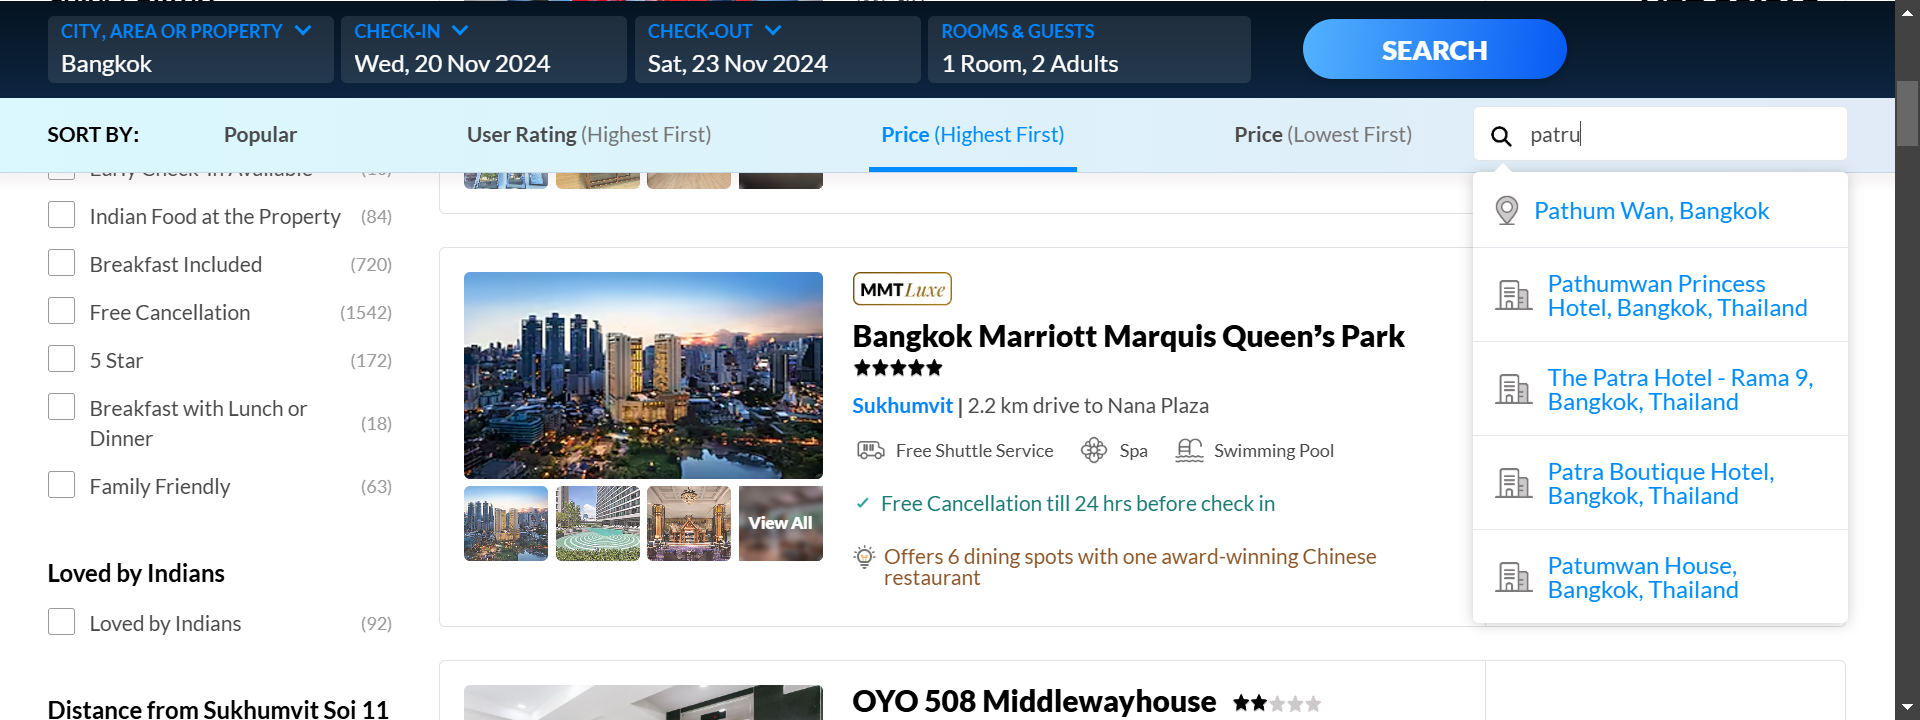 CITY, AREA OR PROPERTY
Bangkok
CHECK-IN
Wed, 20 Nov 2024
CHECK-OUT
Sat, 23 Nov 2024
ROOMS & GUESTS
1 Room, 2 Adults
SEARCH
SORT BY:
Popular
User Rating (Highest First)
Price (Highest First)
Price (Lowest First)
patru
Indian Food at the Property (84)
Breakfast Included (720)
Free Cancellation (1542)
5 Star (172)
Breakfast with Lunch or
Dinner (18)
Family Friendly (63)
Loved by Indians
Loved by Indians (92)
Distance from Sukhumvit Soi 11
View All
MMT Luxe
Bangkok Marriott Marquis Queen's Park
Sukhumvit | 2.2 km drive to Nana Plaza
Free Shuttle Service
Spa
Swimming Pool
Free Cancellation till 24 hrs before check in
Offers 6 dining spots with one award-winning Chinese
restaurant
OYO 508 Middlewayhouse
Pathum Wan, Bangkok
Pathumwan Princess
Hotel, Bangkok, Thailand
The Patra Hotel - Rama 9,
Bangkok, Thailand
Patra Boutique Hotel,
Bangkok, Thailand
Patumwan House,
Bangkok, Thailand